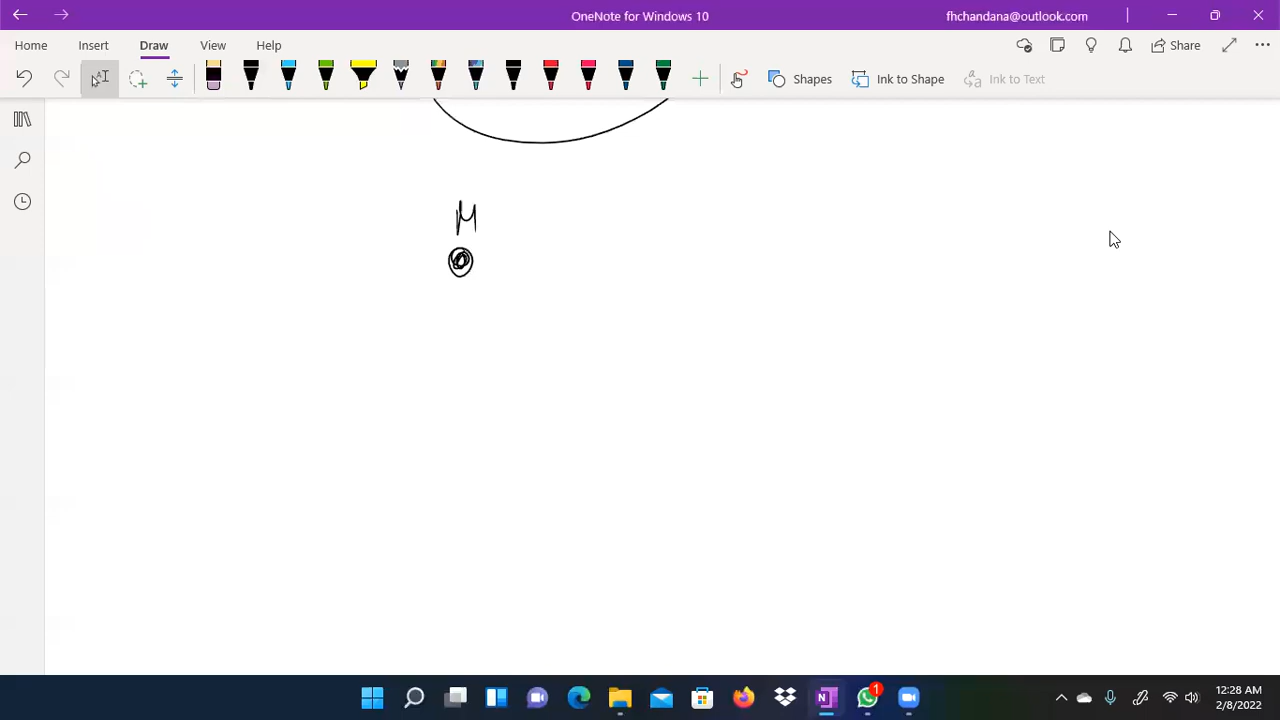 OneNote for Windows 10
fhchandana@outlook.com
Home Insert Draw View Help
Share
Shapes
Ink to Shape
Ink to Text
M
1
12:28 AM
2/8/2022